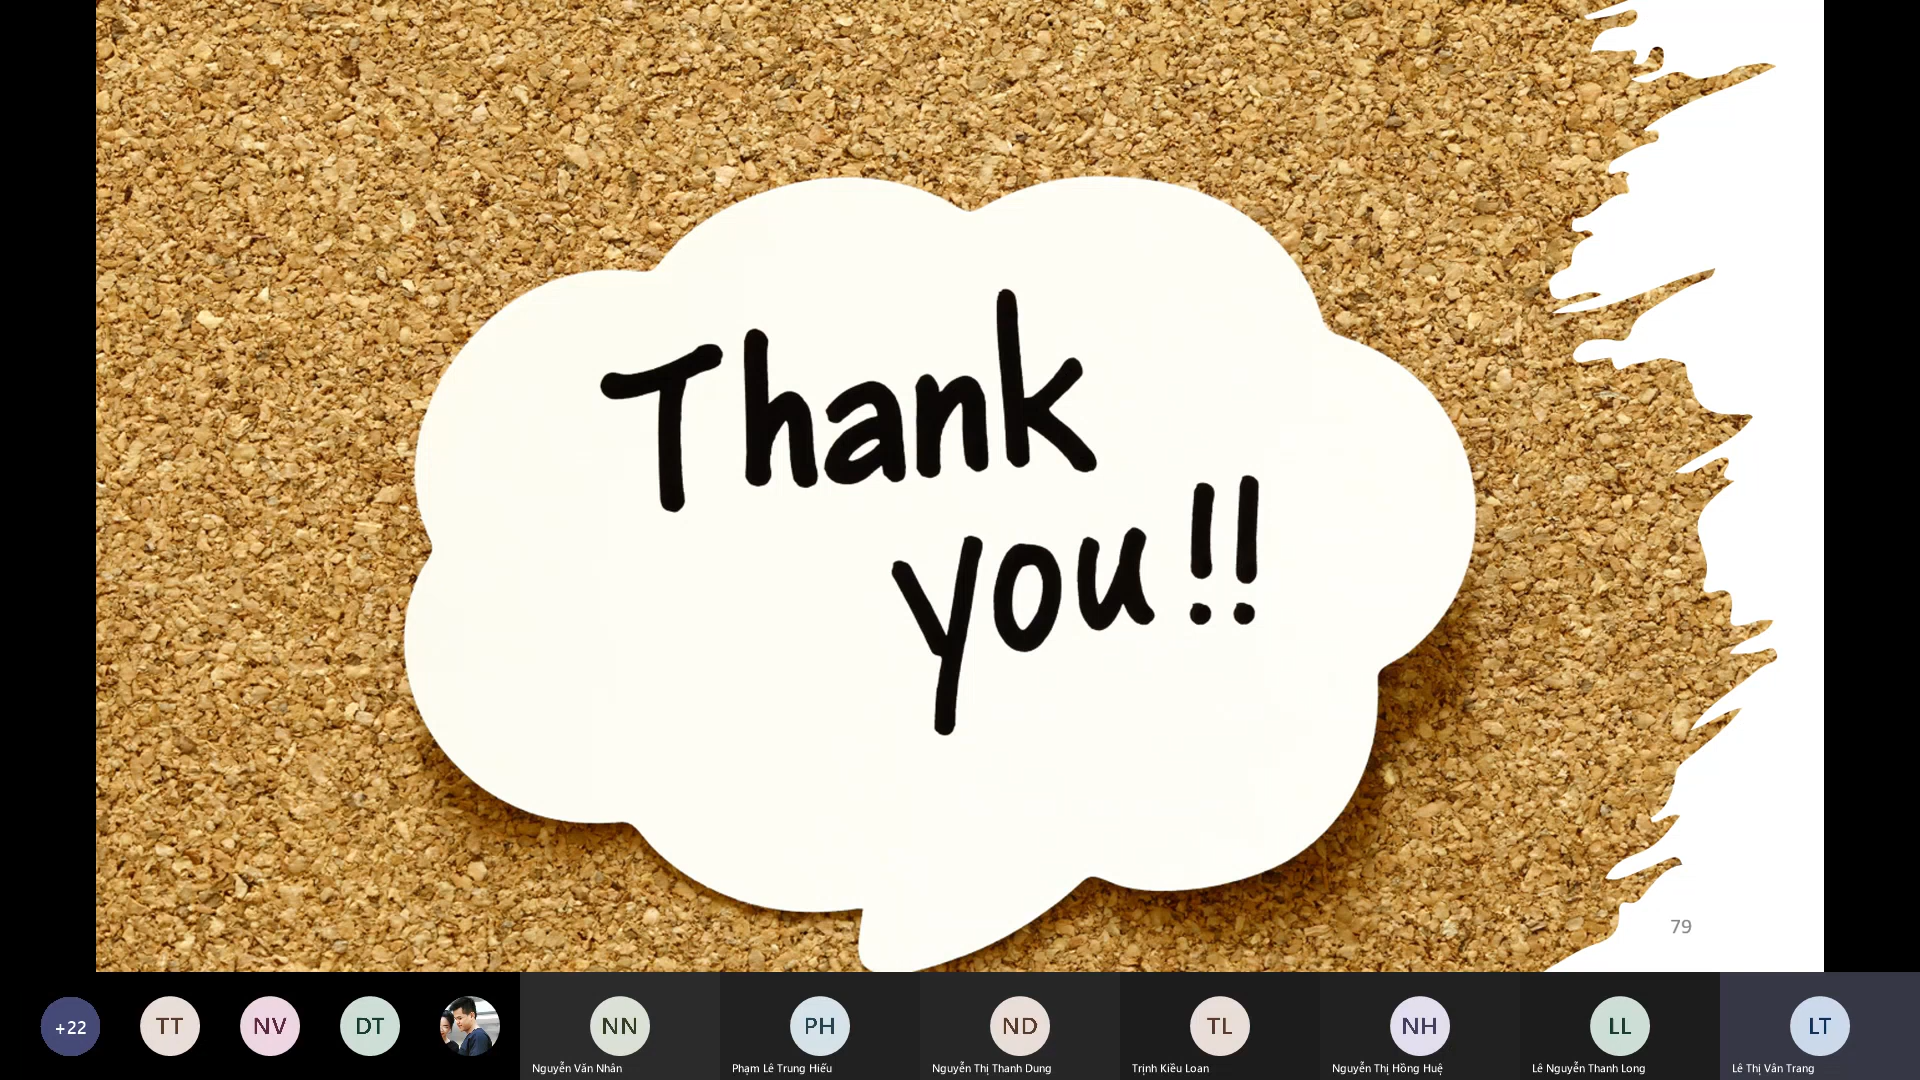 Thank
you!!
79
+22
TT
NV
DT
NN
PH
ND
TL
NH
LL
LT
Nguyễn Văn Nhân
Phạm Lê Trung Hiếu
Nguyễn Thị Thanh Dung
Trịnh Kiều Loan
Nguyễn Thị Hồng Huệ
Lê Nguyễn Thanh Long
Lê Thị Vân Trang